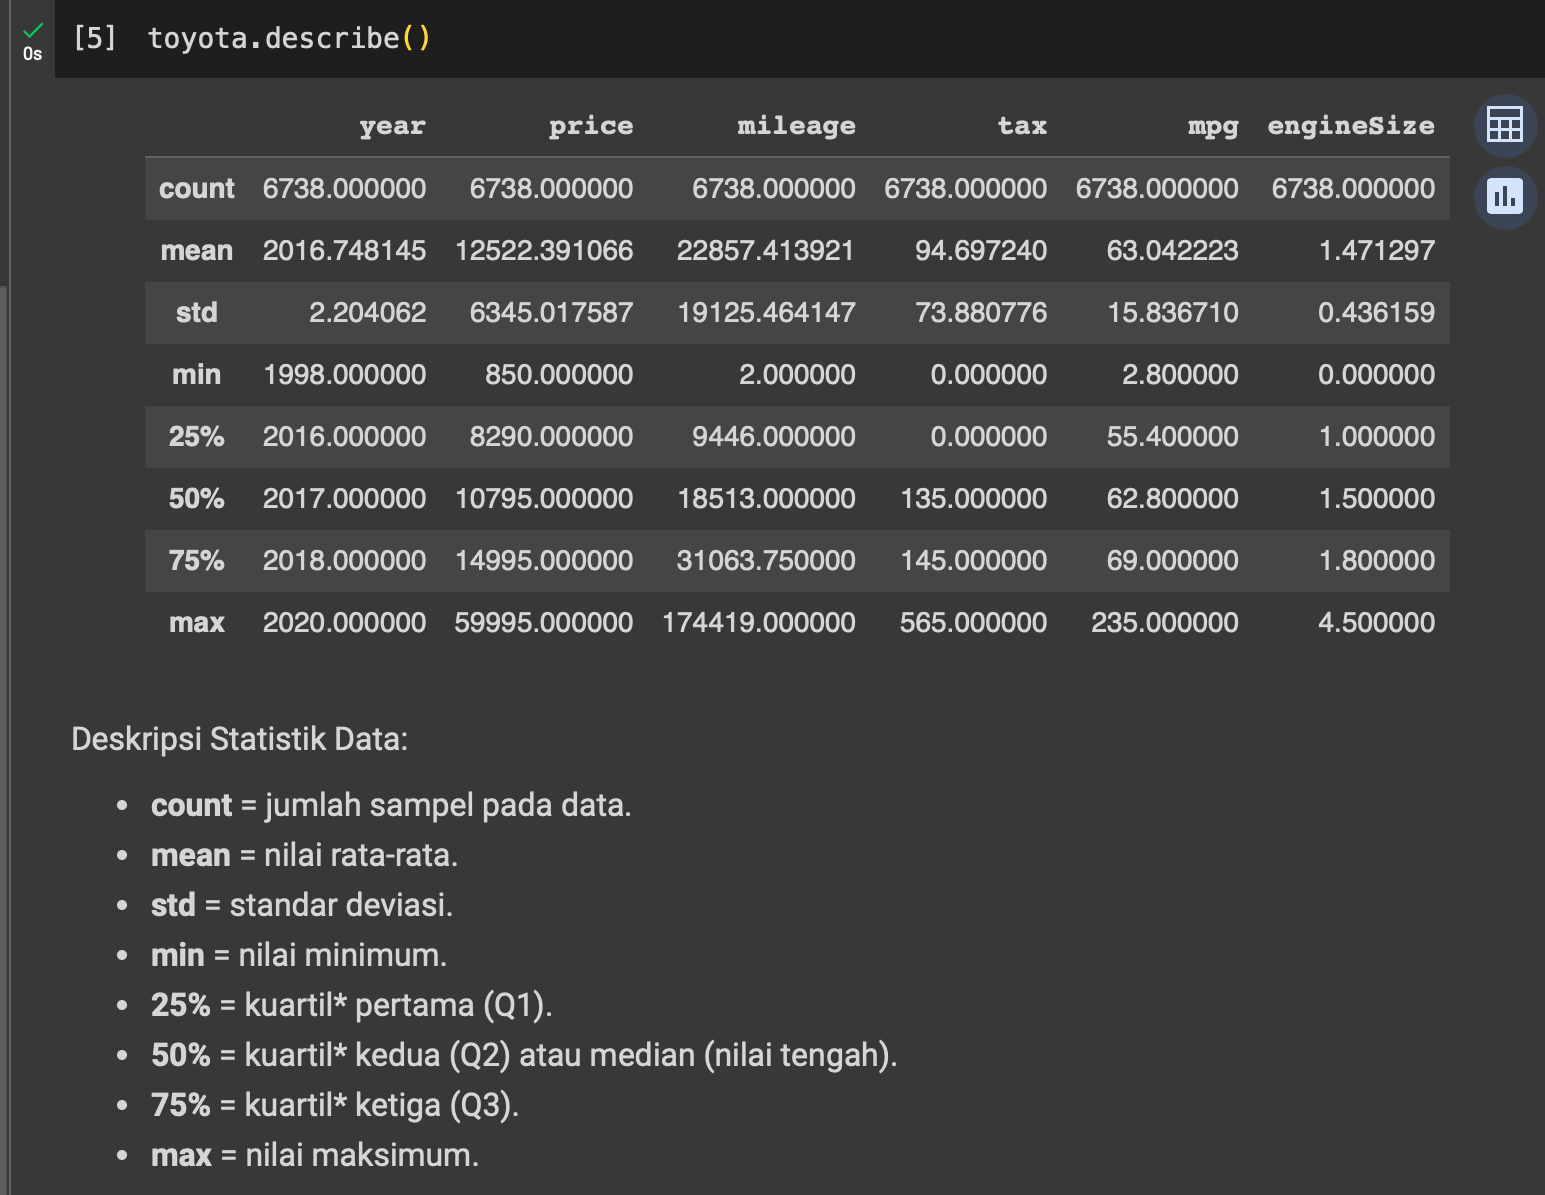 [5] toyota.describe()
0s
year price mileage tax mpg engineSize
count 6738.000000 6738.000000 6738.000000 6738.000000 6738.000000 6738.000000
mean 2016.748145 12522.391066 22857.413921 94.697240 63.042223 1.471297
std 2.204062 6345.017587 19125.464147 73.880776 15.836710 0.436159
min 1998.000000 850.000000 2.000000 0.000000 2.800000 0.000000
25% 2016.000000 8290.000000 9446.000000 0.000000 55.400000 1.000000
50% 2017.000000 10795.000000 18513.000000 135.000000 62.800000 1.500000
75% 2018.000000 14995.000000 31063.750000 145.000000 69.000000 1.800000
max 2020.000000 59995.000000 174419.000000 565.000000 235.000000 4.500000
Deskripsi Statistik Data:
• count = jumlah sampel pada data.
• mean = nilai rata-rata.
• std = standar deviasi.
• min = nilai minimum.
• 25% = kuartil* pertama (Q1).
• 50% = kuartil* kedua (Q2) atau median (nilai tengah).
• 75% = kuartil* ketiga (Q3).
• max = nilai maksimum.